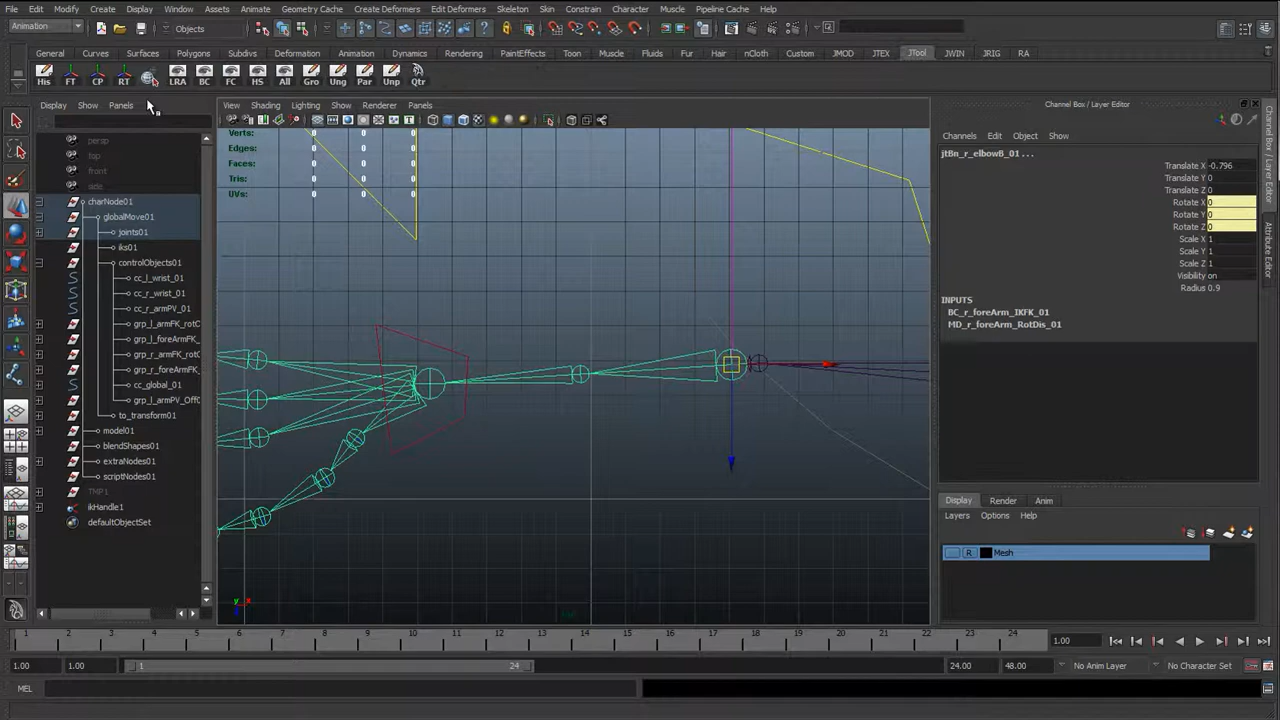 File Edit Modify Create Display Window Assets Animate Geometry Cache Create Deformers Edit Deformers Skeleton Skin Constrain Character Muscle Pipeline Cache Help
Animation Objects
General Curves Surfaces Polygons Subdivs Deformation Animation Dynamics Rendering PaintEffects Toon Muscle Fluids Fur Hair nCloth Custom JMOD JTEX JTool JWIN JRIG RA
His FT CP RT LRA BC FC HS All Gro Ung Par Unp Qtr
Display Show Panels
View Shading Lighting Show Renderer Panels
Channel Box / Layer Editor
Verts: 0 0 0
Edges: 0 0 0
Faces: 0 0 0
Tris: 0 0 0
UVs: 0 0 0
persp
top
front
side
charNode01
globalMove01
joints01
iks01
controlObjects01
cc_l_wrist_01
cc_r_wrist_01
cc_r_armPV_01
grp_l_armFK_rotC
grp_l_foreArmFK_
grp_r_armFK_rotC
grp_r_foreArmFK_
cc_global_01
grp_l_armPV_OffC
to_transform01
model01
blendShapes01
extraNodes01
scriptNodes01
TMP1
ikHandle1
defaultObjectSet
Channels Edit Object Show
jtBn_r_elbowB_01 ...
Translate X -0.796
Translate Y 0
Translate Z 0
Rotate X 0
Rotate Y 0
Rotate Z 0
Scale X 1
Scale Y 1
Scale Z 1
Visibility on
Radius 0.9
INPUTS
BC_r_foreArm_IKFK_01
MD_r_foreArm_RotDis_01
Channel Box / Layer Editor
Attribute Editor
Display Render Anim
Layers Options Help
R Mesh
y x
1 2 3 4 5 6 7 8 9 10 11 12 13 14 15 16 17 18 19 20 21 22 23 24 1.00
1.00 1.00 1 24 24.00 48.00 No Anim Layer No Character Set
MEL